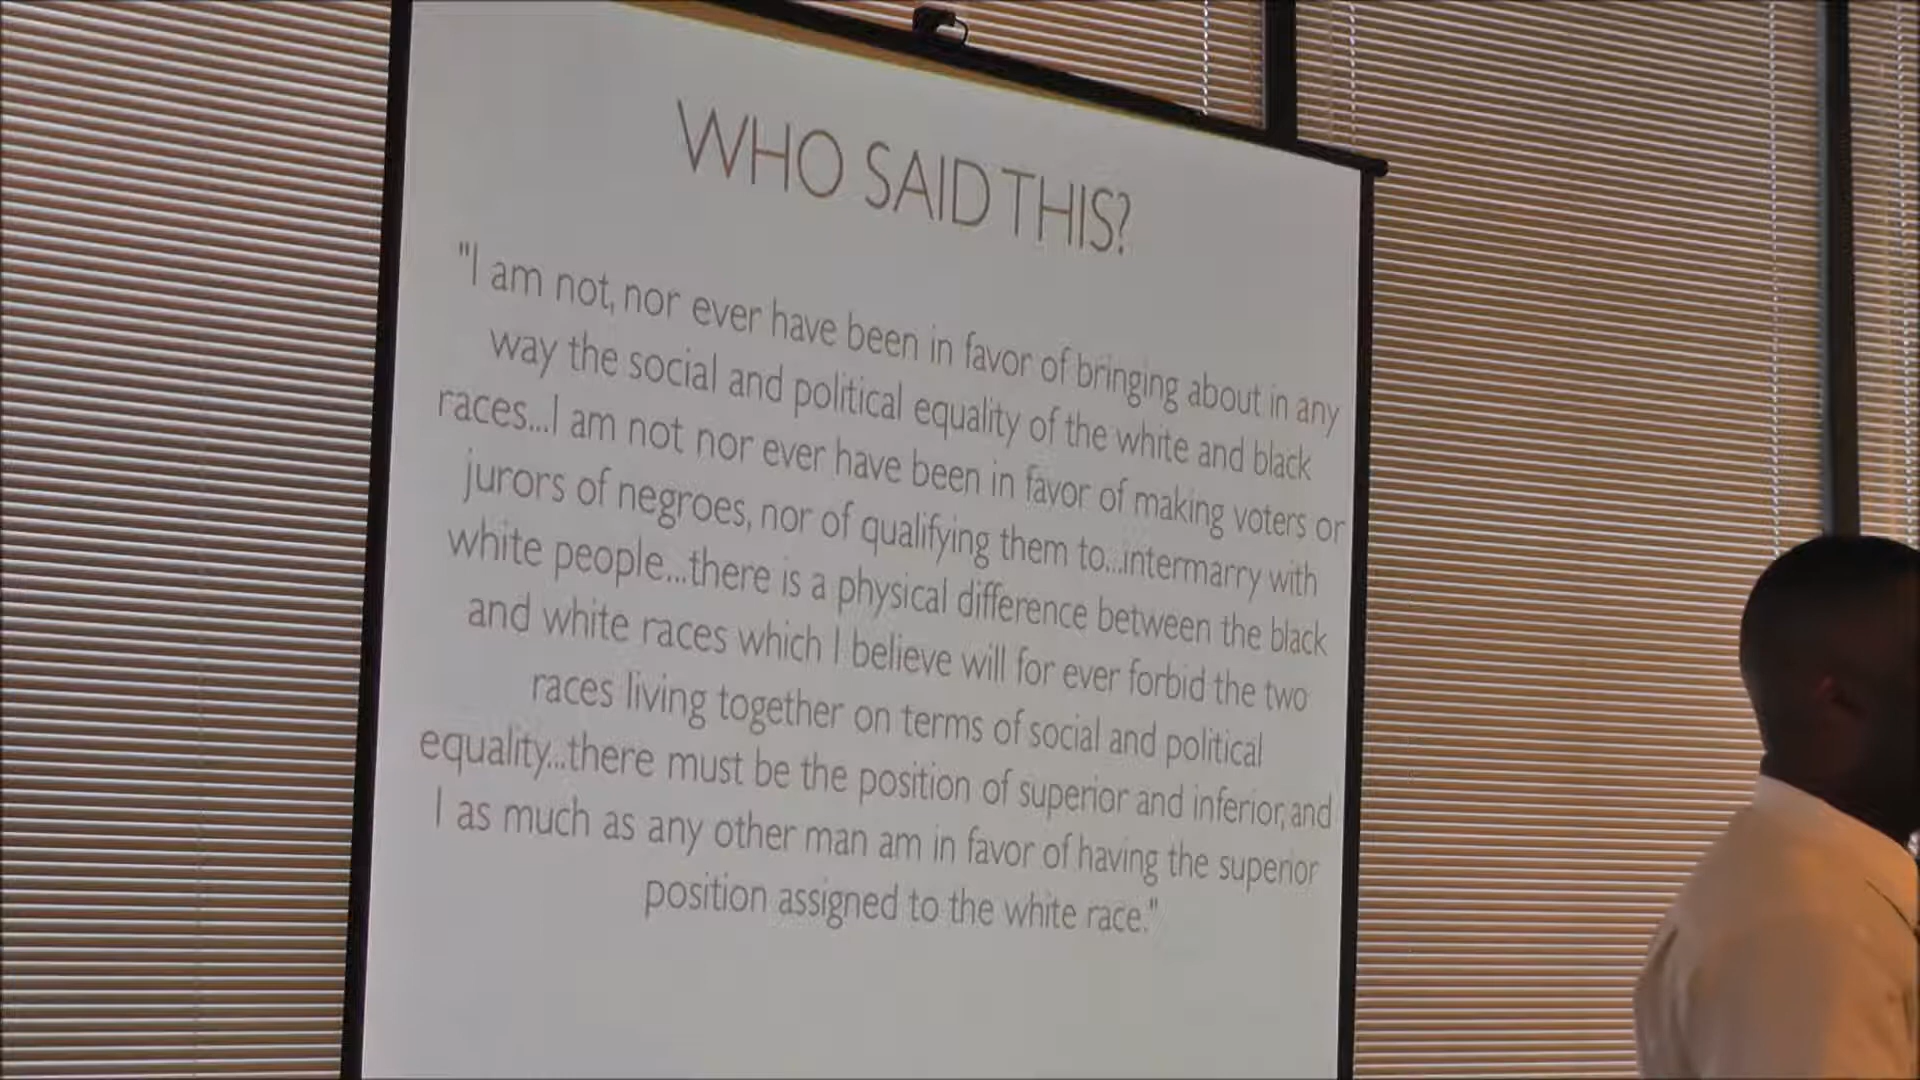 WHO SAID THIS?
"I am not, nor ever have been in favor of bringing about in any
way the social and political equality of the white and black
races...I am not nor ever have been in favor of making voters or
jurors of negroes, nor of qualifying them to...intermarry with
white people...there is a physical difference between the black
and white races which I believe will for ever forbid the two
races living together on terms of social and political
equality...there must be the position of superior and inferior, and
I as much as any other man am in favor of having the superior
position assigned to the white race."